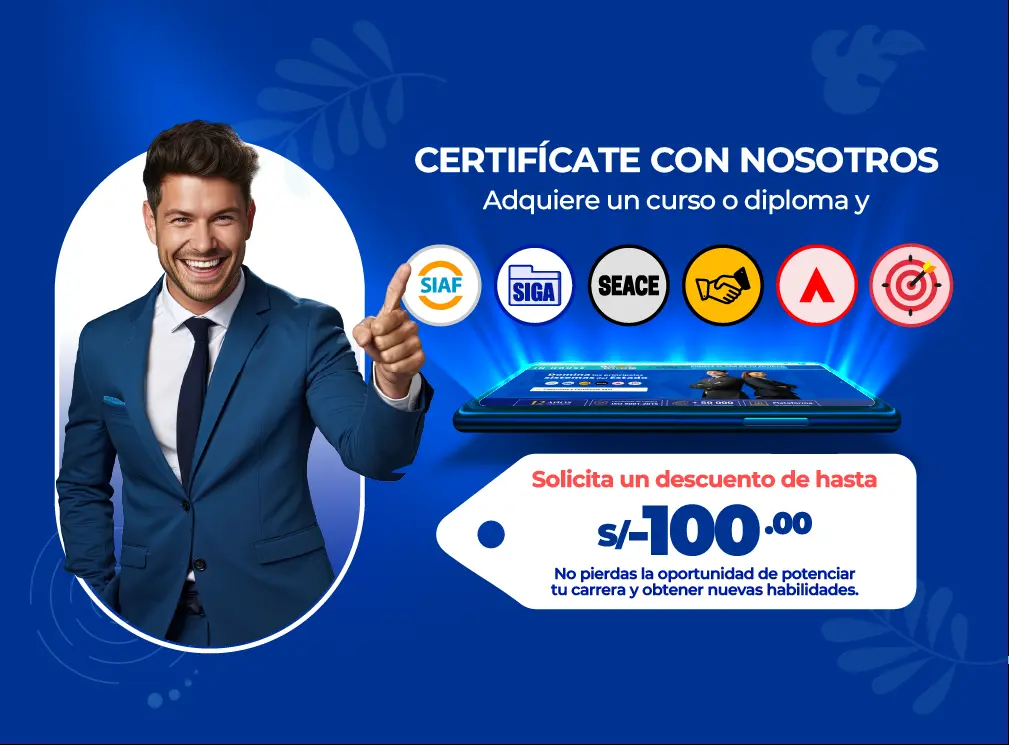 CERTIFÍCATE CON NOSOTROS
Adquiere un curso o diploma y
SIAF
SIGA
SEACE
Solicita un descuento de hasta
S/-100.00
No pierdas la oportunidad de potenciar
tu carrera y obtener nuevas habilidades.